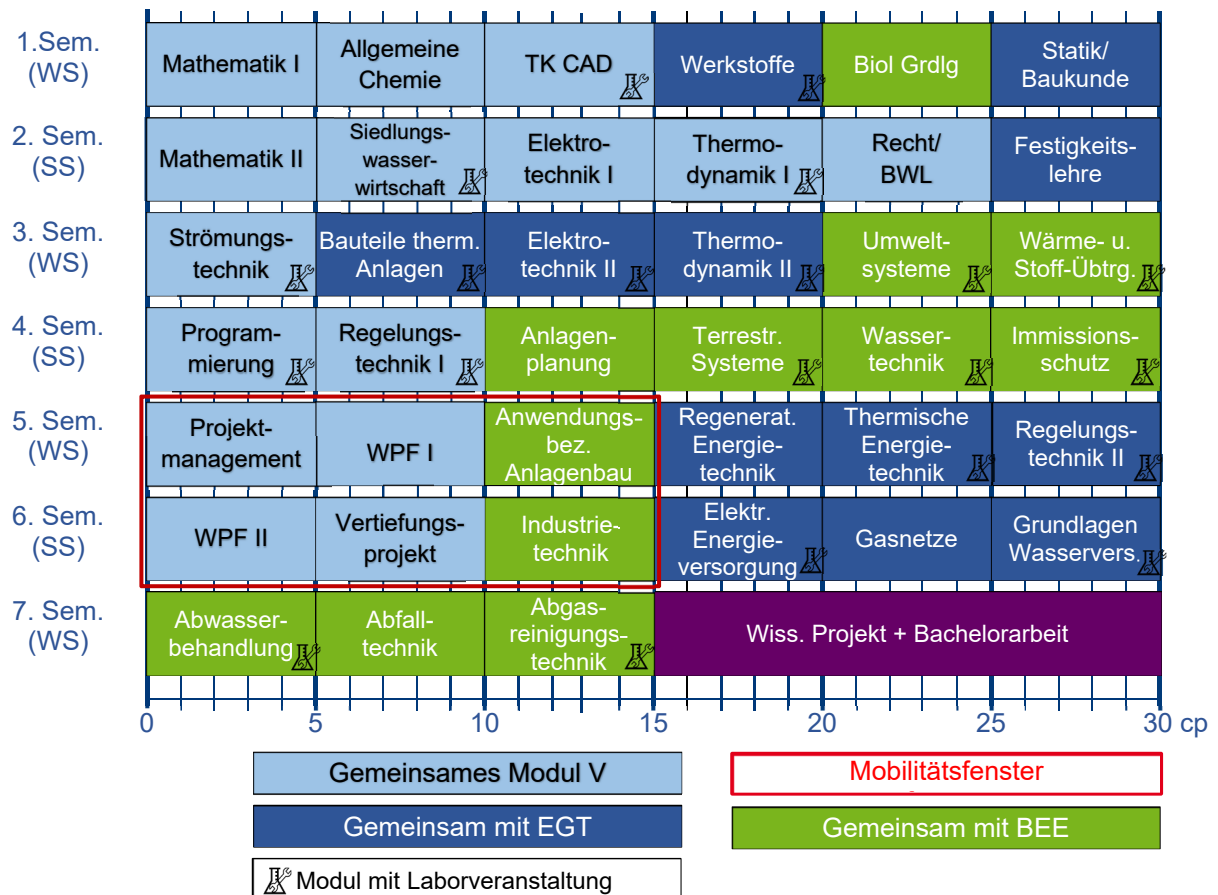 1.Sem.
(WS)
Mathematik I
Allgemeine
Chemie
TK CAD
Werkstoffe
Biol Grdlg
Statik/
Baukunde
2. Sem.
(SS)
Mathematik II
Siedlungs-
wasser-
wirtschaft
Elektro-
technik I
Thermo-
dynamik I
Recht/
BWL
Festigkeits-
lehre
3. Sem.
(WS)
Strömungs-
technik
Bauteile therm.
Anlagen
Elektro-
technik II
Thermo-
dynamik II
Umwelt-
systeme
Wärme- u.
Stoff-Übtrg.
4. Sem.
(SS)
Program-
mierung
Regelungs-
technik I
Anlagen-
planung
Terrestr.
Systeme
Wasser-
technik
Immissions-
schutz
5. Sem.
(WS)
Projekt-
management
WPF I
Anwendungs-
bez.
Anlagenbau
Regenerat.
Energie-
technik
Thermische
Energie-
technik
Regelungs-
technik II
6. Sem.
(SS)
WPF II
Vertiefungs-
projekt
Industrie-
technik
Elektr.
Energie-
versorgung
Gasnetze
Grundlagen
Wasservers.
7. Sem.
(WS)
Abwasser-
behandlung
Abfall-
technik
Abgas-
reinigungs-
technik
Wiss. Projekt + Bachelorarbeit
0 5 10 15 20 25 30 cp
Gemeinsames Modul V
Mobilitätsfenster
Gemeinsam mit EGT
Gemeinsam mit BEE
Modul mit Laborveranstaltung